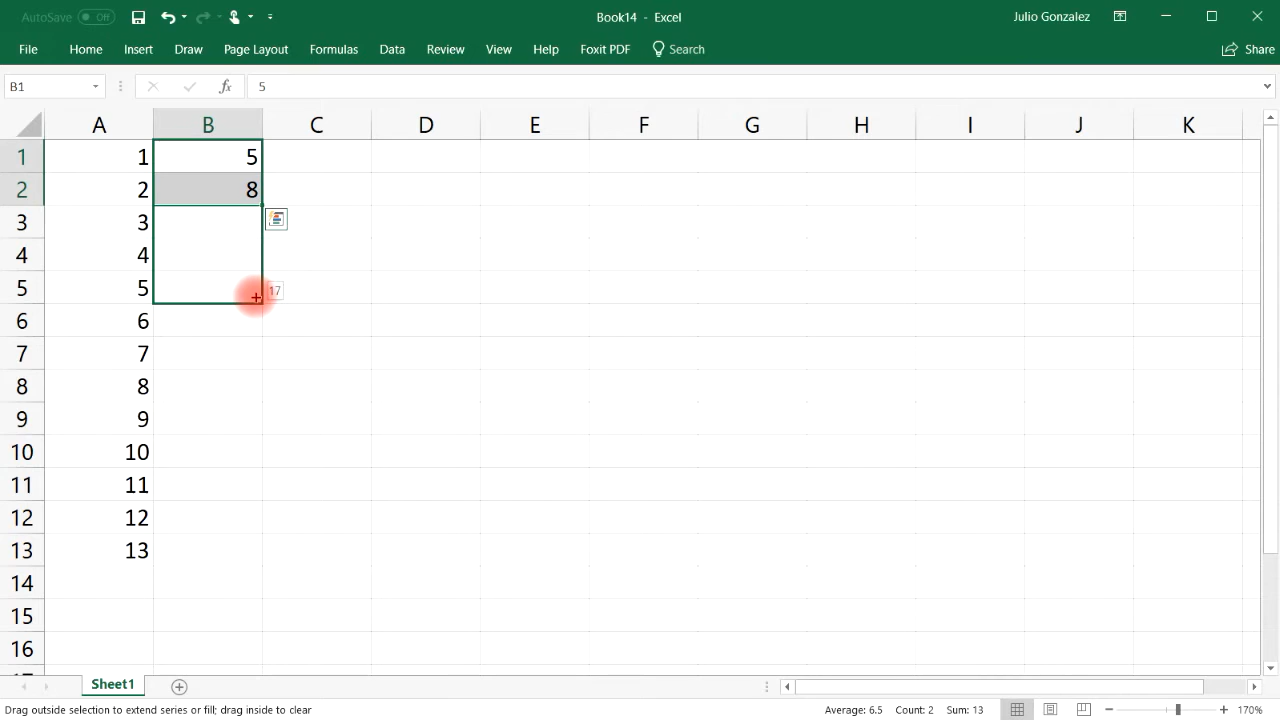 AutoSave Off Book14 - Excel Julio Gonzalez
File Home Insert Draw Page Layout Formulas Data Review View Help Foxit PDF Search Share
B1 fx 5
A B C D E F G H I J K
1 1 5
2 2 8
3 3
4 4
5 5 17
6 6
7 7
8 8
9 9
10 10
11 11
12 12
13 13
14
15
16
Sheet1
Drag outside selection to extend series or fill; drag inside to clear Average: 6.5 Count: 2 Sum: 13 170%